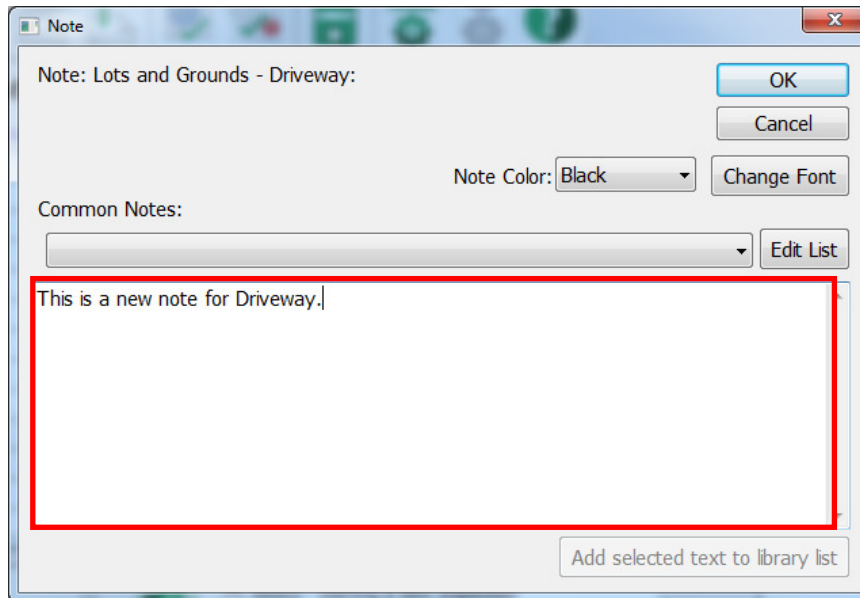 Note
Note: Lots and Grounds - Driveway:
OK
Cancel
Note Color: Black
Change Font
Common Notes:
Edit List
This is a new note for Driveway.
Add selected text to library list